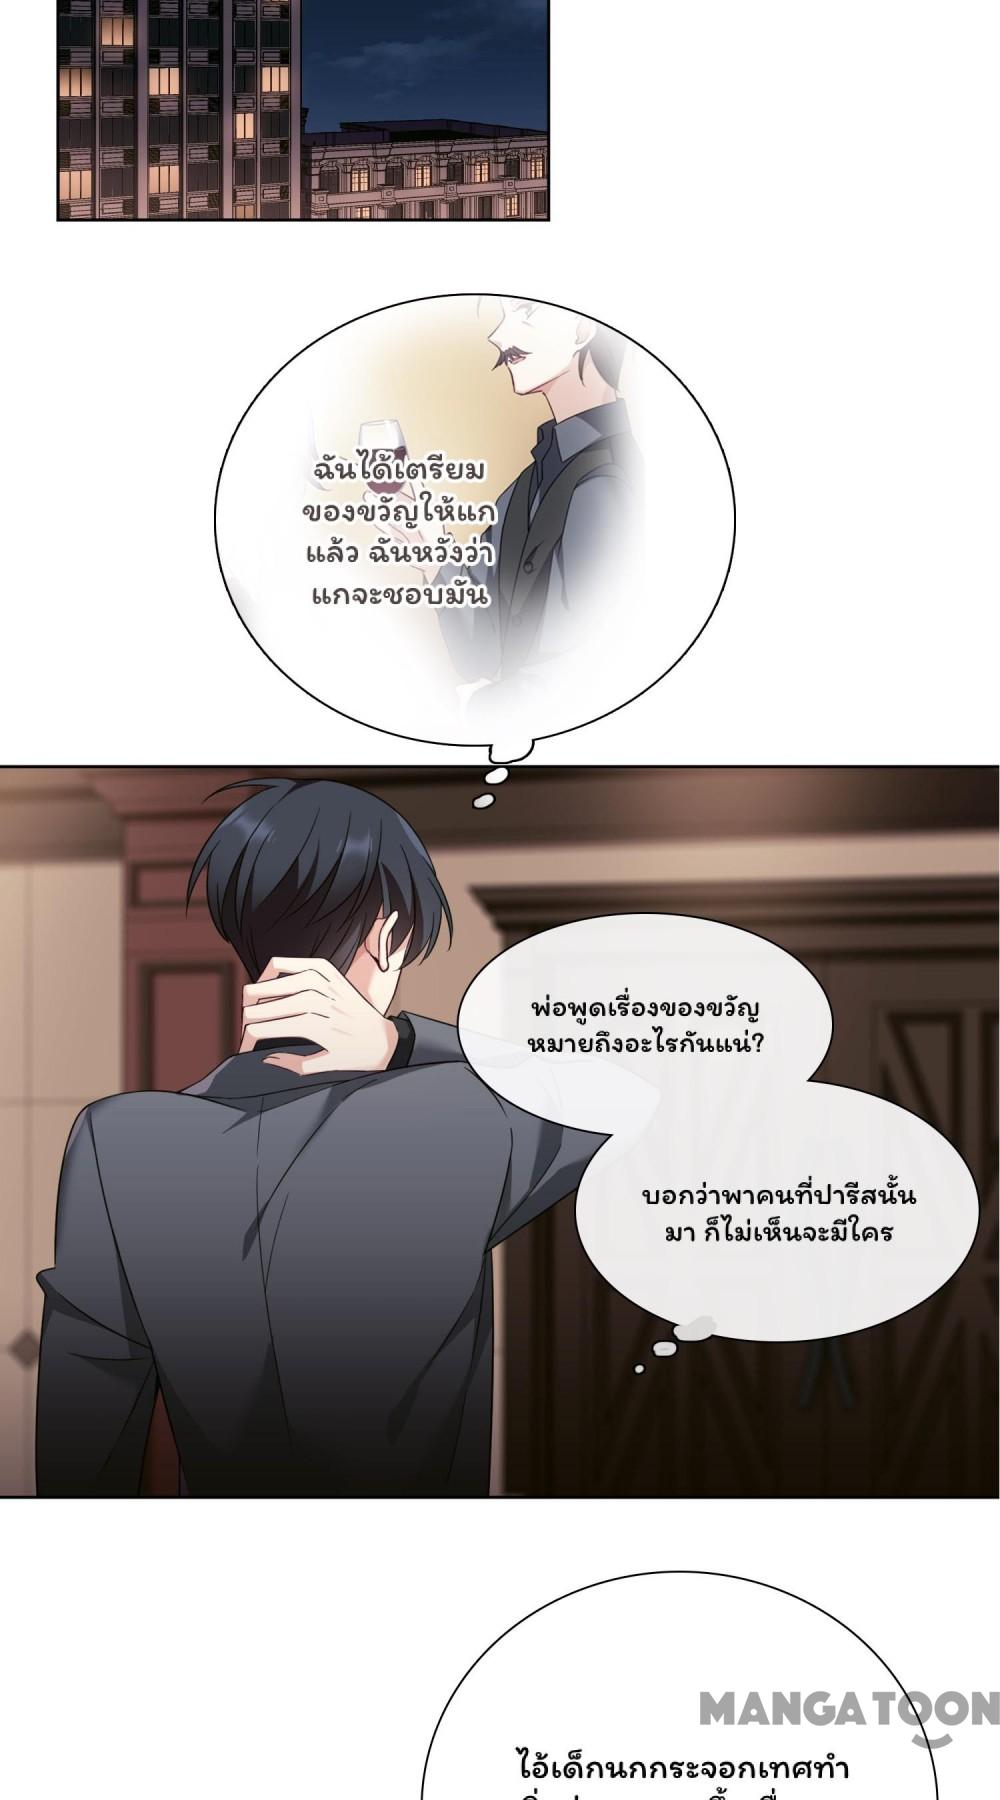 ฉันได้เตรียม
ของขวัญให้แก
แล้ว ฉันหวังว่า
แกจะชอบมัน
พ่อพูดเรื่องของขวัญ
หมายถึงอะไรกันแน่?
บอกว่าพาคนที่ปารีสนั้น
มา ก็ไม่เห็นจะมีใคร
MANGATOON
ไอ้เด็กนกกระจอกเทศทำ